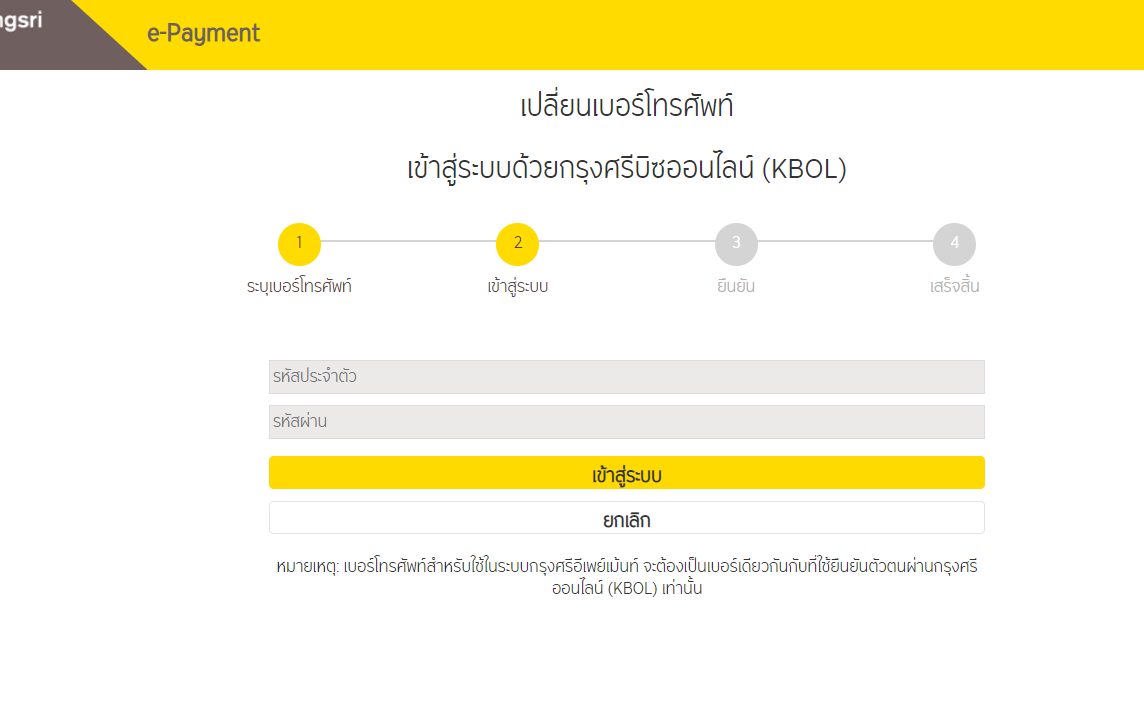 ngsri
e-Payment
เปลี่ยนเบอร์โทรศัพท์
เข้าสู่ระบบด้วยกรุงศรีบิซออนไลน์ (KBOL)
1 2 3 4
ระบุเบอร์โทรศัพท์ เข้าสู่ระบบ ยืนยัน เสร็จสิ้น
รหัสประจำตัว
รหัสผ่าน
เข้าสู่ระบบ
ยกเลิก
หมายเหตุ: เบอร์โทรศัพท์สำหรับใช้ในระบบกรุงศรีอีเพย์เม้นท์ จะต้องเป็นเบอร์เดียวกันกับที่ใช้ยืนยันตัวตนผ่านกรุงศรี
ออนไลน์ (KBOL) เท่านั้น